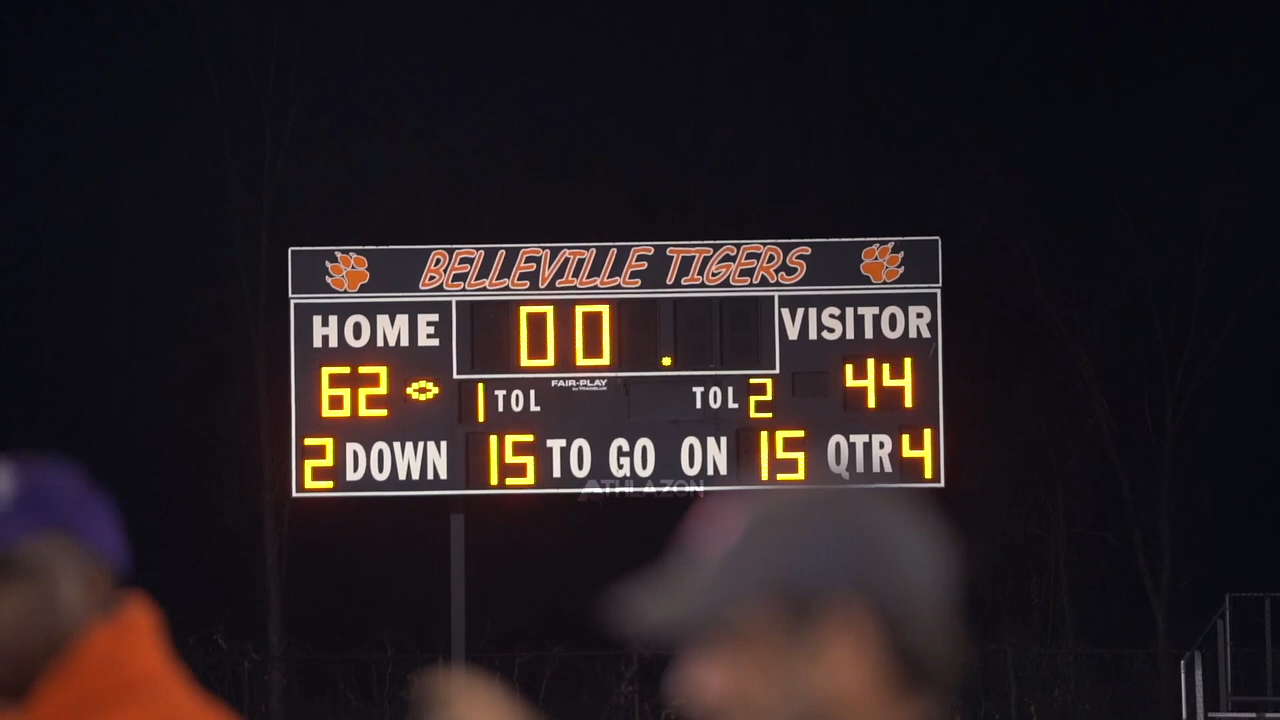 BELLEVILLE TIGERS
HOME 00. VISITOR
62 44
1 TOL FAIR-PLAY TOL 2
2 DOWN 15 TO GO ON 15 QTR 4
ATHLAZON